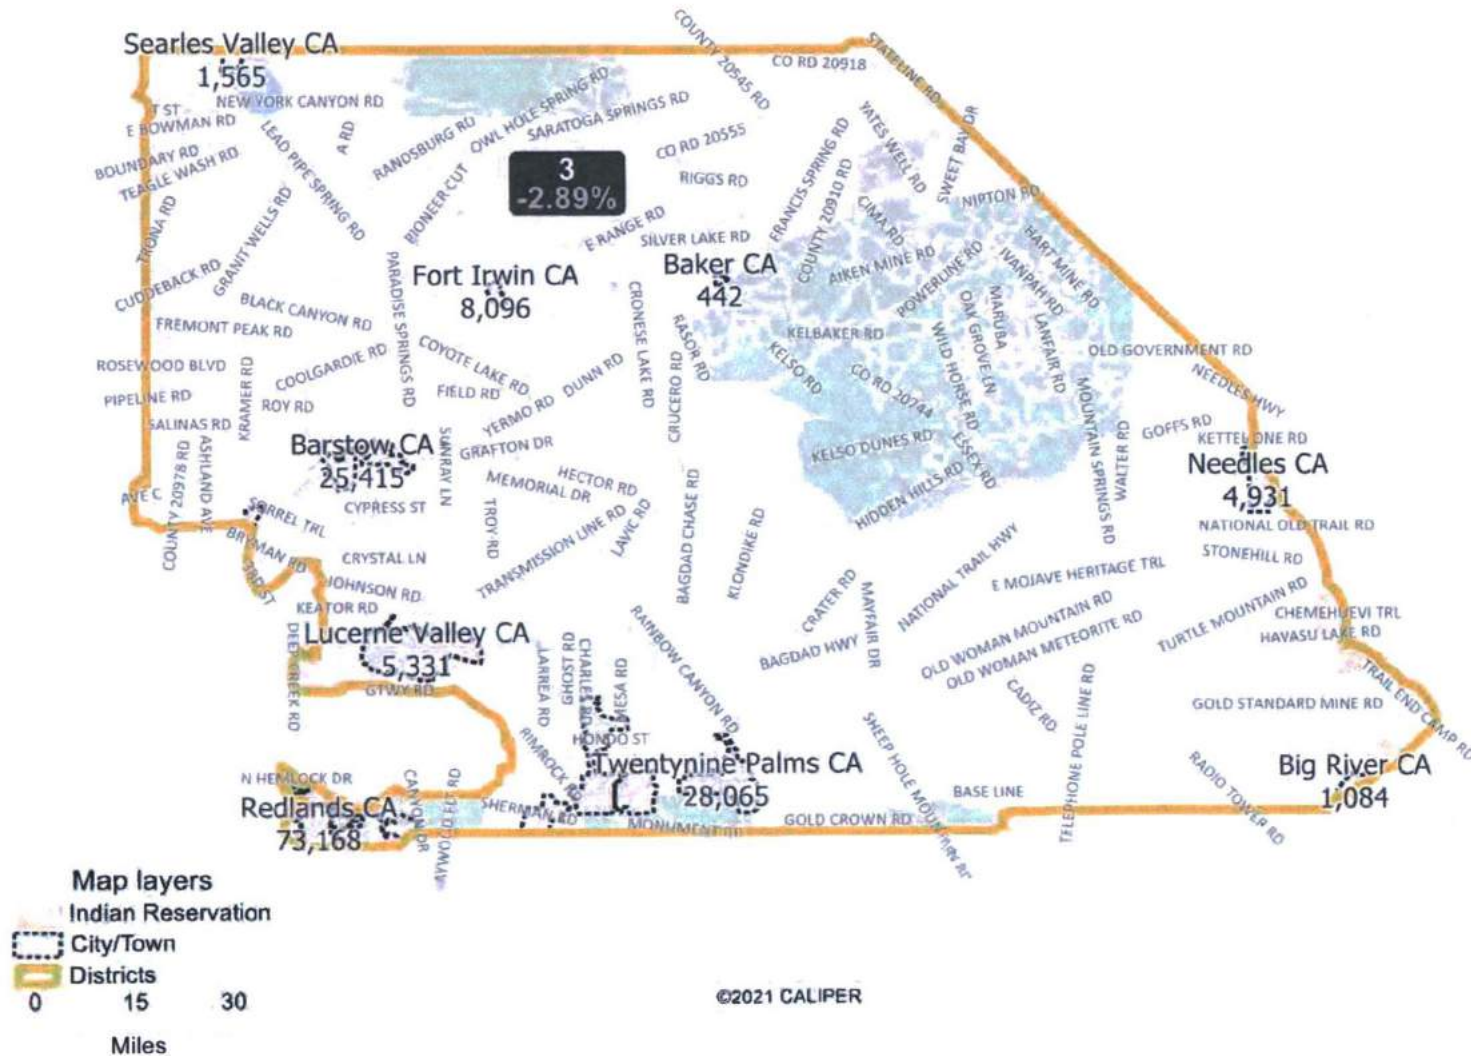 Searles Valley CA
1,565
COUNTY 20545 RD
CO RD 20918
STATELINE RD
T ST
NEW YORK CANYON RD
E BOWMAN RD
LEAD PIPE SPRING RD
A RD
RANDSBURG RD
OWL HOLE SPRING RD
SARATOGA SPRINGS RD
CO RD 20555
YATES WELL RD
SWEET BAY DR
BOUNDARY RD
TEAGLE WASH RD
PIONEER CUT
3
-2.89%
RIGGS RD
FRANCIS SPRING RD
COUNTY 20910 RD
NIPTON RD
TRONA RD
GRANIT WELLS RD
E RANGE RD
SILVER LAKE RD
CIMA RD
HART MINE RD
CUDDEBACK RD
PARADISE SPRINGS RD
Fort Irwin CA
8,096
Baker CA
442
AIKEN MINE RD
POWERLINE RD
IVANPAH RD
BLACK CANYON RD
FREMONT PEAK RD
CRONESE LAKE RD
RASOR RD
KELBAKER RD
OAK GROVE LN
MARUBA
LANFAIR RD
WILD HORSE RD
ROSEWOOD BLVD
COOLGARDIE RD
COYOTE LAKE RD
DUNN RD
CRUCERO RD
KELSO RD
CO RD 20744
OLD GOVERNMENT RD
NEEDLES HWY
PIPELINE RD
KRAMER RD
ROY RD
FIELD RD
YERMO RD
MOUNTAIN SPRINGS RD
SALINAS RD
Barstow CA
25,415
SUNRAY LN
GRAFTON DR
KELSO DUNES RD
ESSEX RD
WALTER RD
GOFFS RD
KETTEL ONE RD
Needles CA
4,931
AVE C
COUNTY 20978 RD
ASHLAND AVE
HECTOR RD
MEMORIAL DR
HIDDEN HILLS RD
SORREL TRL
CYPRESS ST
TROY RD
LAVIC RD
BAGDAD CHASE RD
KLONDIKE RD
NATIONAL OLD TRAIL RD
BRYMAN RD
CRYSTAL LN
TRANSMISSION LINE RD
NATIONAL TRAIL HWY
STONEHILL RD
3RD ST
JOHNSON RD
E MOJAVE HERITAGE TRL
KEATOR RD
CRATER RD
MAYFAIR DR
OLD WOMAN MOUNTAIN RD
TURTLE MOUNTAIN RD
CHEMEHUEVI TRL
DEEP CREEK RD
Lucerne Valley CA
5,331
RAINBOW CANYON RD
BAGDAD HWY
OLD WOMAN METEORITE RD
HAVASU LAKE RD
GTWY RD
LARREA RD
GHOST RD
CHARLES RD
MESA RD
CADIZ RD
TELEPHONE POLE LINE RD
GOLD STANDARD MINE RD
TRAIL END CAMP RD
RIMROCK RD
HONDO ST
SHEEP HOLE MOUNTAIN RD
RADIO TOWER RD
N HEMLOCK DR
Twentynine Palms CA
28,065
Big River CA
1,084
Redlands CA
73,168
CANYON DR
SHERMAN RD
MONUMENT RD
GOLD CROWN RD
BASE LINE
Map layers
Indian Reservation
City/Town
Districts
0 15 30
Miles
©2021 CALIPER